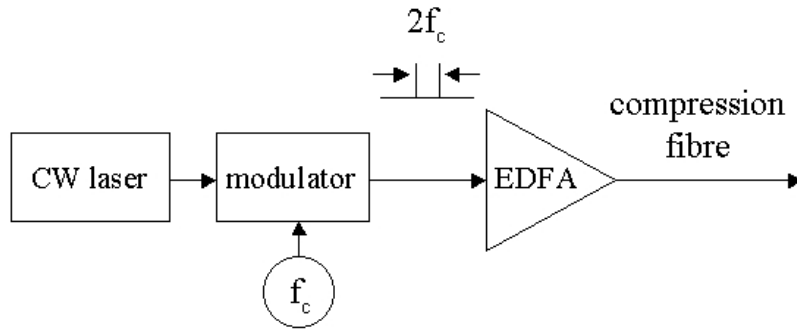 2f_c
compression
fibre
CW laser
modulator
EDFA
f_c